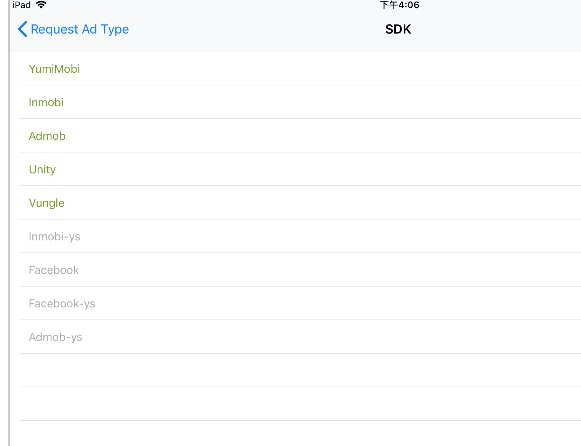 iPad 下午4:06
Request Ad Type SDK
YumiMobi
Inmobi
Admob
Unity
Vungle
Inmobi-ys
Facebook
Facebook-ys
Admob-ys